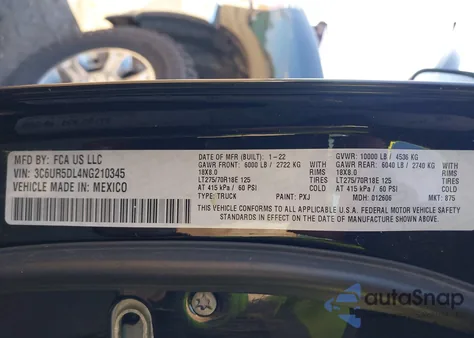 MFD BY: FCA US LLC
VIN: 3C6UR5DL4NG210345
VEHICLE MADE IN: MEXICO
DATE OF MFR (BUILT): 1-22
GAWR FRONT: 6000 LB / 2722 KG WITH
18X8.0 RIMS
LT275/70R18E 125 TIRES
AT 415 kPa / 60 PSI COLD
TYPE: TRUCK PAINT: PXJ
GVWR: 10000 LB / 4536 KG
GAWR REAR: 6040 LB / 2740 KG WITH
18X8.0 RIMS
LT275/70R18E 125 TIRES
AT 415 kPa / 60 PSI COLD
MDH: 012606 MKT: 875
THIS VEHICLE CONFORMS TO ALL APPLICABLE U.S.A. FEDERAL MOTOR VEHICLE SAFETY
STANDARDS IN EFFECT ON THE DATE OF MANUFACTURE SHOWN ABOVE.
autoSnap